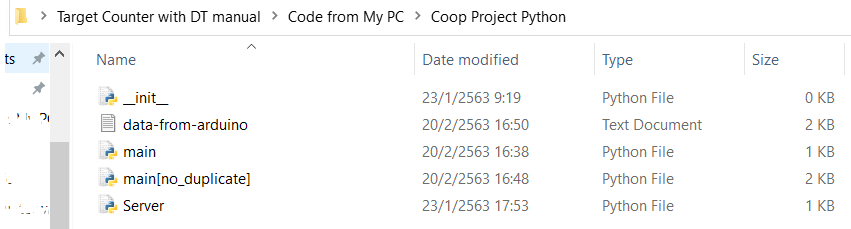 Target Counter with DT manual > Code from My PC > Coop Project Python
ts Name Date modified Type Size
__init__ 23/1/2563 9:19 Python File 0 KB
data-from-arduino 20/2/2563 16:50 Text Document 2 KB
main 20/2/2563 16:38 Python File 1 KB
main[no_duplicate] 20/2/2563 16:48 Python File 2 KB
Server 23/1/2563 17:53 Python File 1 KB